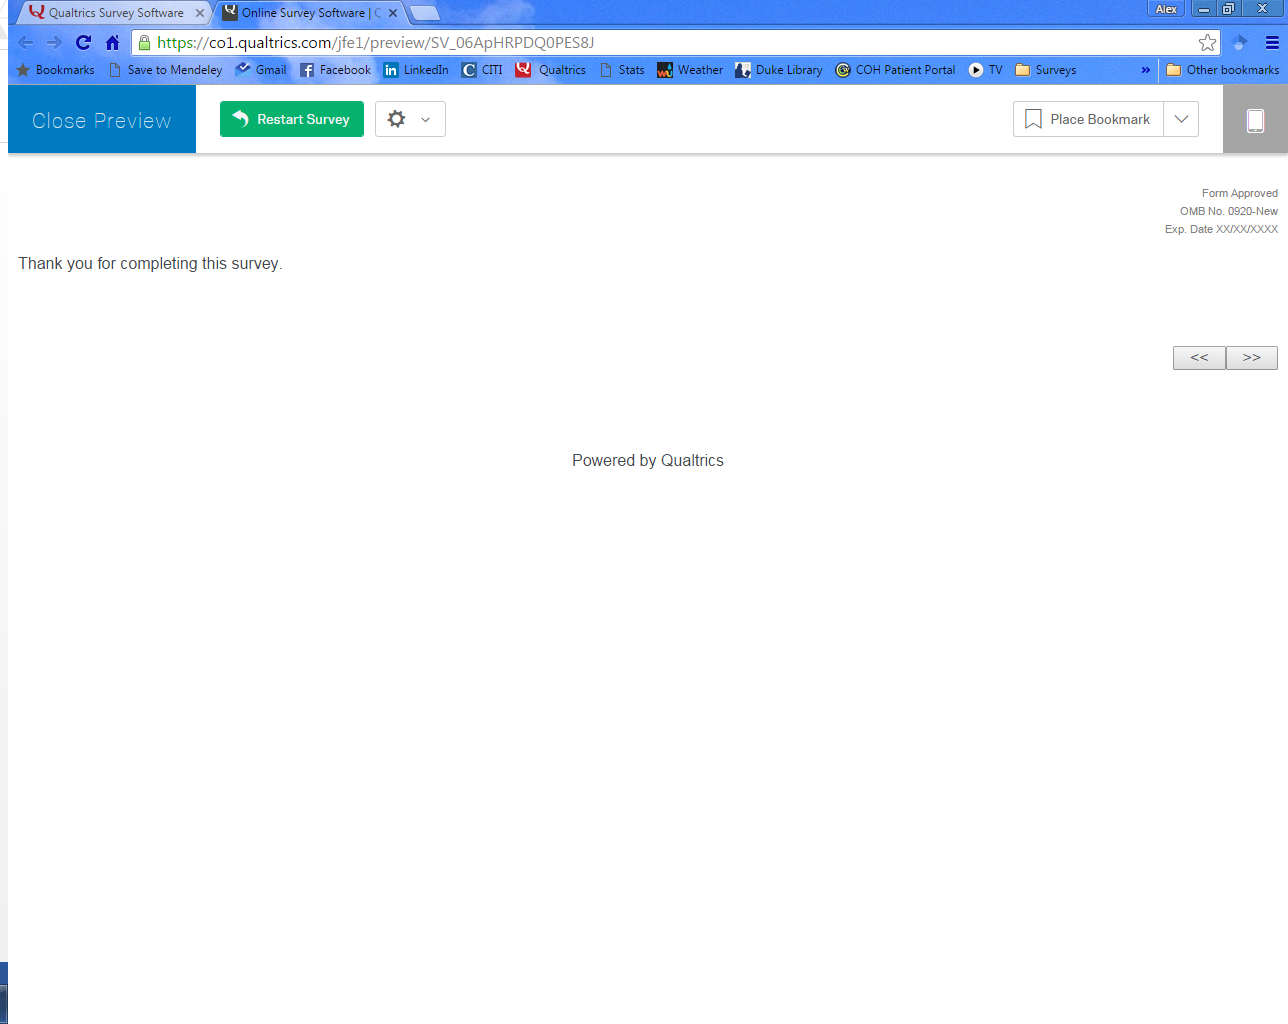 Qualtrics Survey Software
Online Survey Software | C
Alex
https://co1.qualtrics.com/jfe1/preview/SV_06ApHRPDQ0PES8J
Bookmarks Save to Mendeley Gmail Facebook LinkedIn CITI Qualtrics Stats Weather Duke Library COH Patient Portal TV Surveys » Other bookmarks
Close Preview Restart Survey Place Bookmark
Form Approved
OMB No. 0920-New
Exp. Date XX/XX/XXXX
Thank you for completing this survey.
<< >>
Powered by Qualtrics